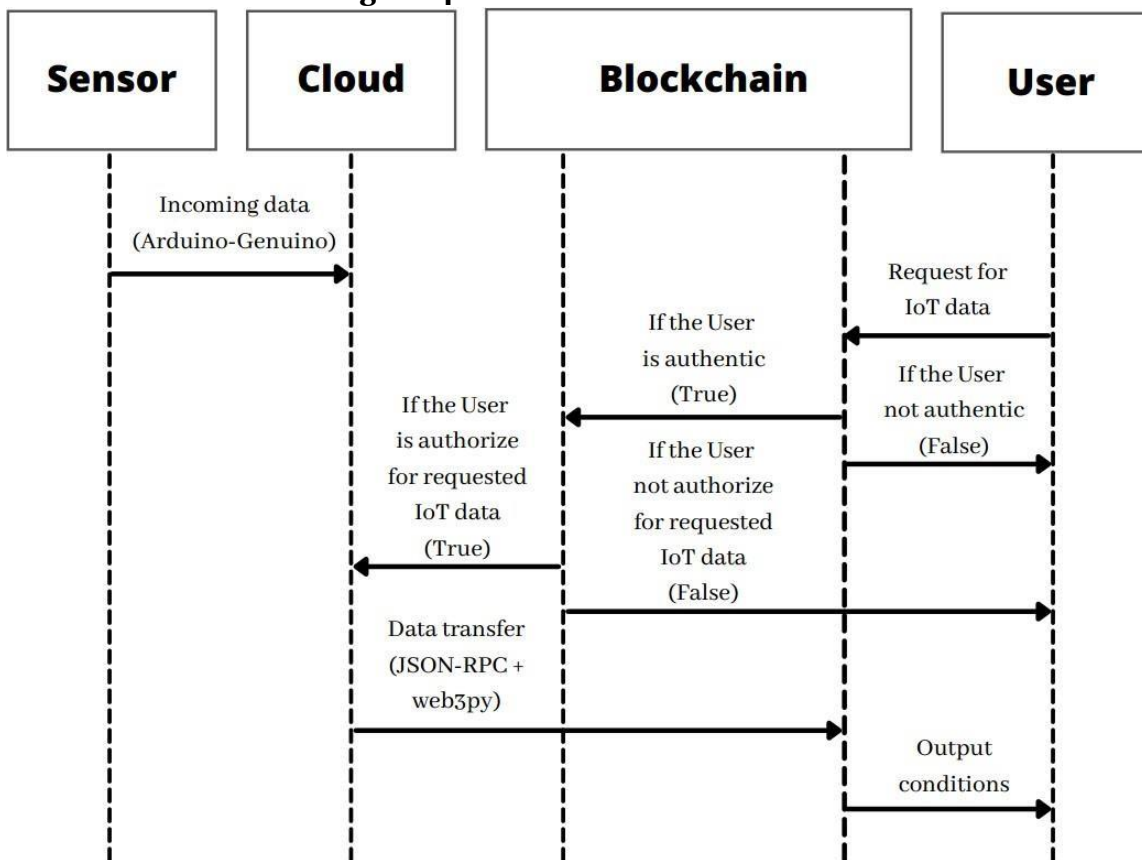 Sensor
Cloud
Blockchain
User
Incoming data
(Arduino-Genuino)
Request for
IoT data
If the User
is authentic
(True)
If the User
not authentic
(False)
If the User
is authorize
for requested
IoT data
(True)
If the User
not authorize
for requested
IoT data
(False)
Data transfer
(JSON-RPC +
web3py)
Output
conditions